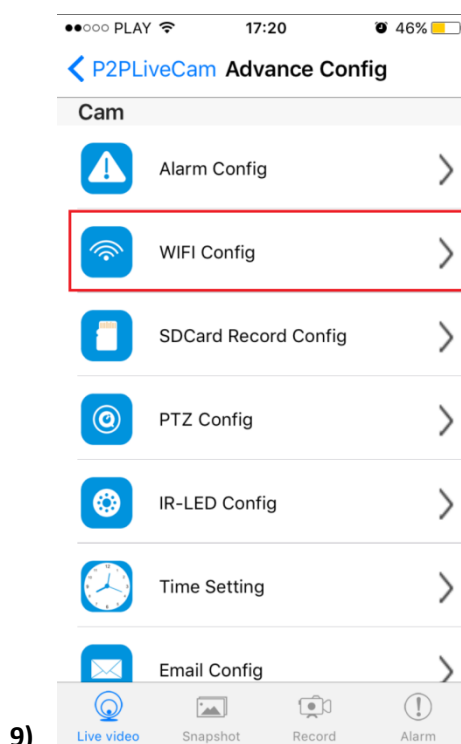 PLAY 17:20 46%
P2PLiveCam Advance Config
Cam
Alarm Config
WIFI Config
SDCard Record Config
PTZ Config
IR-LED Config
Time Setting
Email Config
9) Live video Snapshot Record Alarm